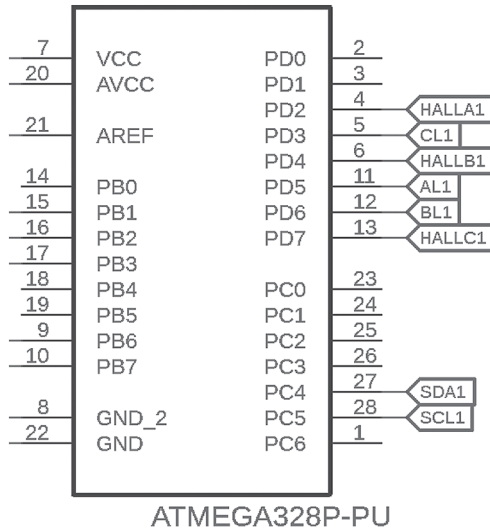 7 VCC PD0 2
20 AVCC PD1 3
PD2 4 HALLA1
21 AREF PD3 5 CL1
PD4 6 HALLB1
14 PB0 PD5 11 AL1
15 PB1 PD6 12 BL1
16 PB2 PD7 13 HALLC1
17 PB3
18 PB4 PC0 23
19 PB5 PC1 24
9 PB6 PC2 25
10 PB7 PC3 26
PC4 27 SDA1
8 GND_2 PC5 28 SCL1
22 GND PC6 1
ATMEGA328P-PU